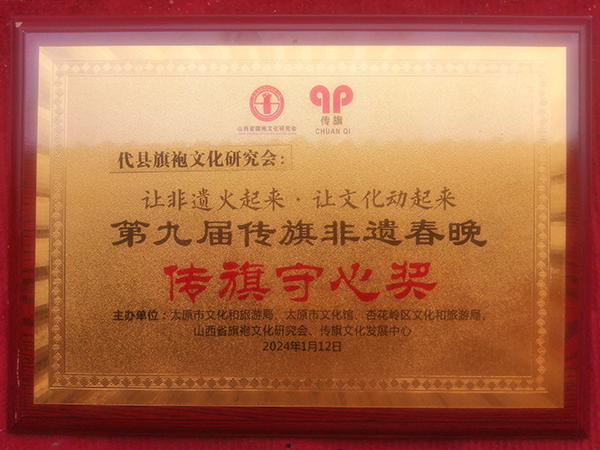 山西省旗袍文化研究会
传旗
CHUAN QI
代县旗袍文化研究会：
让非遗火起来·让文化动起来
第九届传旗非遗春晚
传旗守心奖
主办单位：太原市文化和旅游局、太原市文化馆、杏花岭区文化和旅游局、
山西省旗袍文化研究会、传旗文化发展中心
2024年1月12日